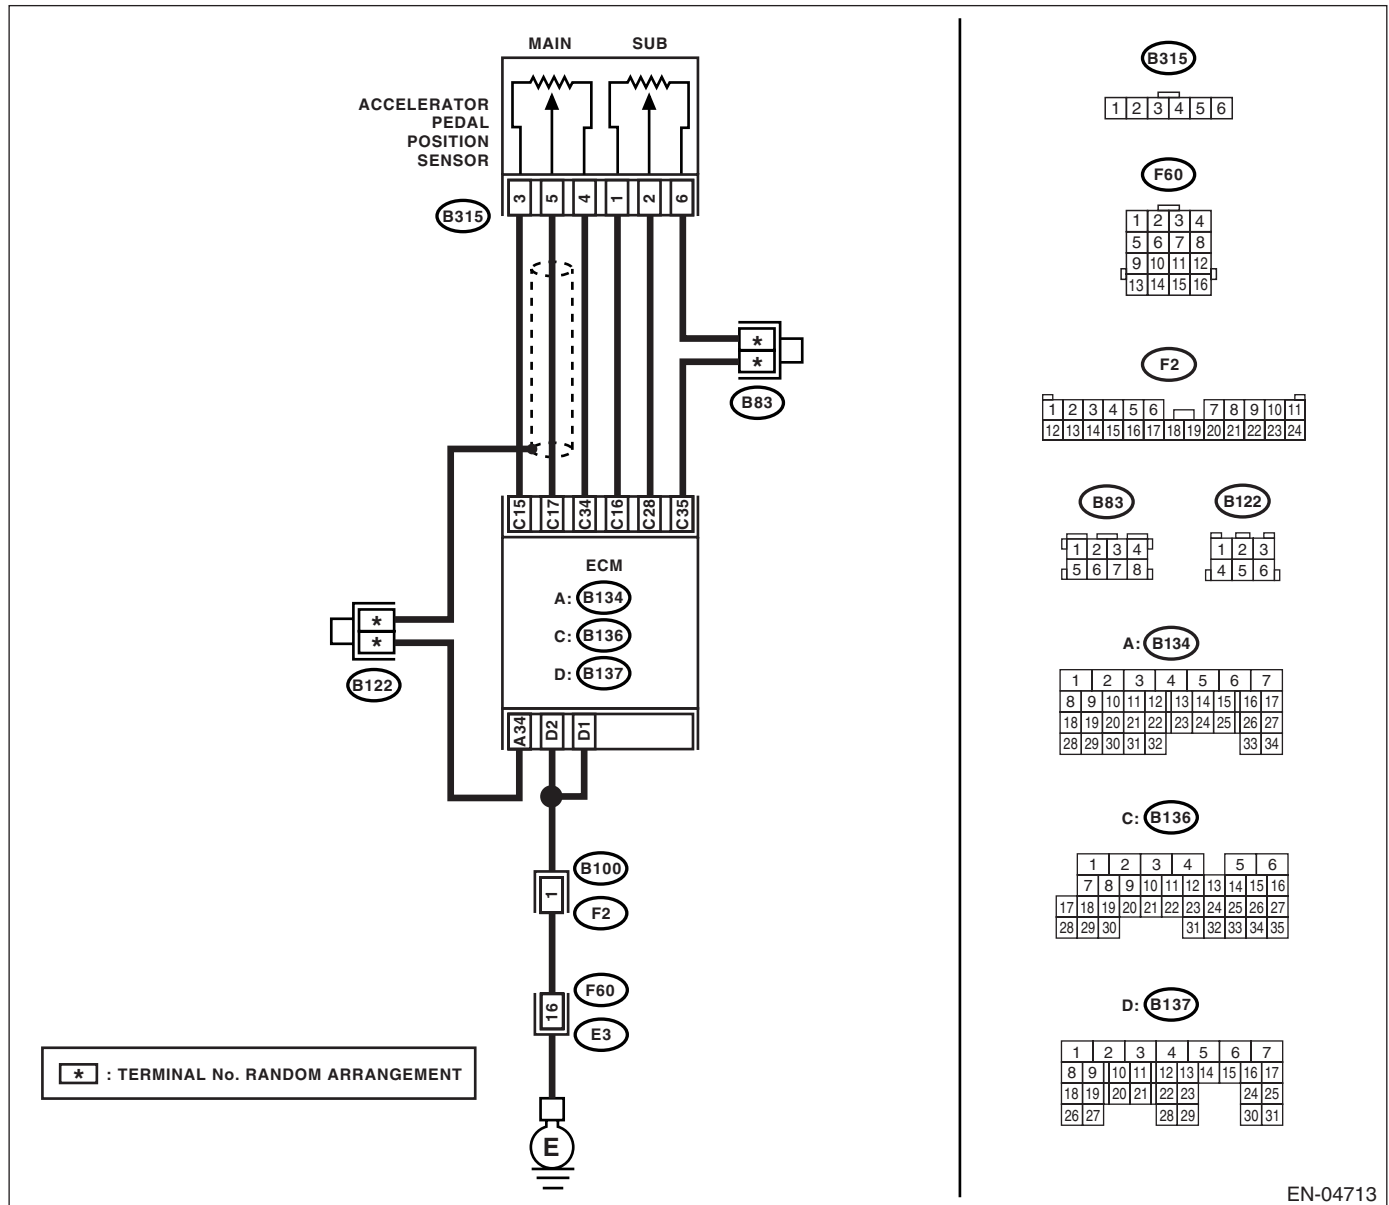 MAIN SUB
ACCELERATOR
PEDAL
POSITION
SENSOR
3 5 4 1 2 6
B315
*
*
B83
C15 C17 C34 C16 C28 C35
ECM
A: B134
C: B136
D: B137
*
*
B122
A34 D2 D1
B100
1
F2
F60
16
E3
* : TERMINAL No. RANDOM ARRANGEMENT
E
B315
1 2 3 4 5 6
F60
1 2 3 4
5 6 7 8
9 10 11 12
13 14 15 16
F2
1 2 3 4 5 6 7 8 9 10 11
12 13 14 15 16 17 18 19 20 21 22 23 24
B83
1 2 3 4
5 6 7 8
B122
1 2 3
4 5 6
A: B134
1 2 3 4 5 6 7
8 9 10 11 12 13 14 15 16 17
18 19 20 21 22 23 24 25 26 27
28 29 30 31 32 33 34
C: B136
1 2 3 4 5 6
7 8 9 10 11 12 13 14 15 16
17 18 19 20 21 22 23 24 25 26 27
28 29 30 31 32 33 34 35
D: B137
1 2 3 4 5 6 7
8 9 10 11 12 13 14 15 16 17
18 19 20 21 22 23 24 25
26 27 28 29 30 31
EN-04713